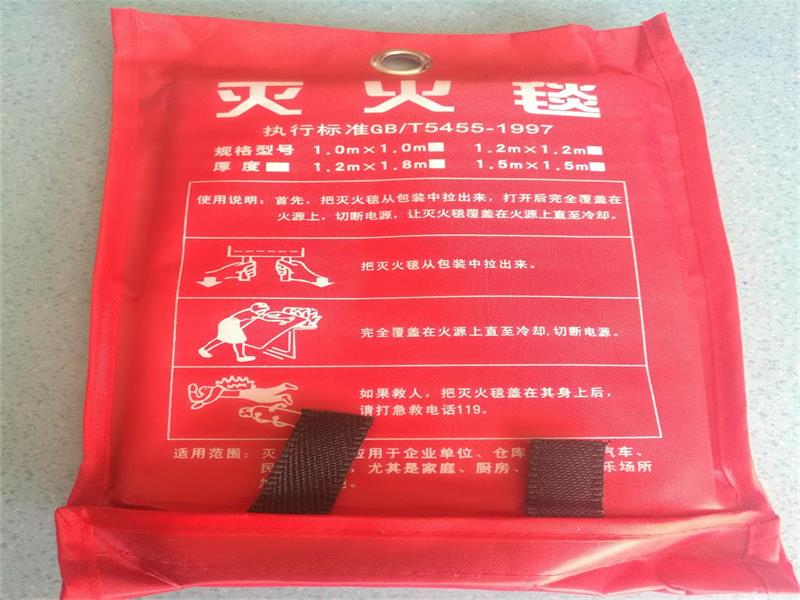 灭火毯
执行标准GB/T5455-1997
规格型号 1.0m×1.0m 1.2m×1.2m
厚度 1.2m×1.8m 1.5m×1.5m
使用说明：首先，把灭火毯从包装中拉出来，打开后完全覆盖在
火源上，切断电源，让灭火毯覆盖在火源上直至冷却。
把灭火毯从包装中拉出来。
完全覆盖在火源上直至冷却,切断电源。
如果救人，把灭火毯盖在其身上后，
请打急救电话119。
适用范围：灭 应用于企业单位、仓库 汽车、
民 尤其是家庭、厨房、 乐场所